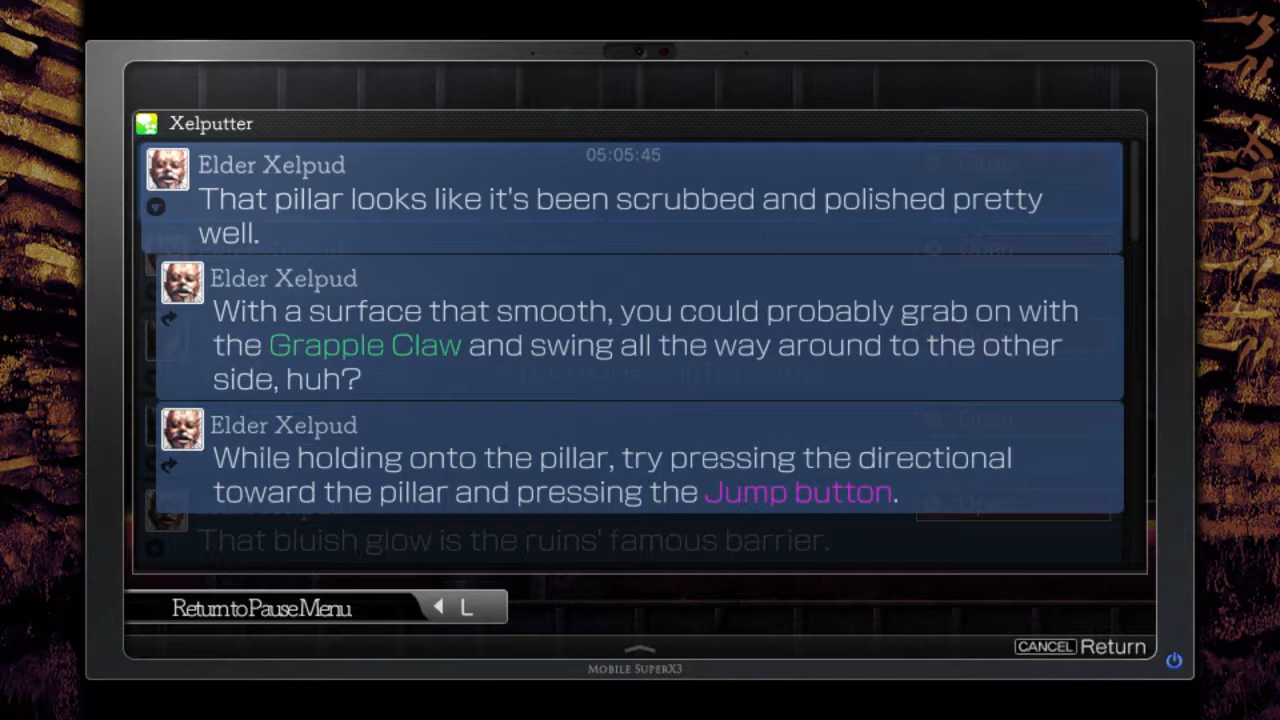 Xelputter
Elder Xelpud
05:05:45
That pillar looks like it's been scrubbed and polished pretty
well.
Elder Xelpud
With a surface that smooth, you could probably grab on with
the Grapple Claw and swing all the way around to the other
side, huh?
Elder Xelpud
While holding onto the pillar, try pressing the directional
toward the pillar and pressing the Jump button.
That bluish glow is the ruins' famous barrier.
Return to Pause Menu
L
CANCEL Return
MOBILE SUPERX3